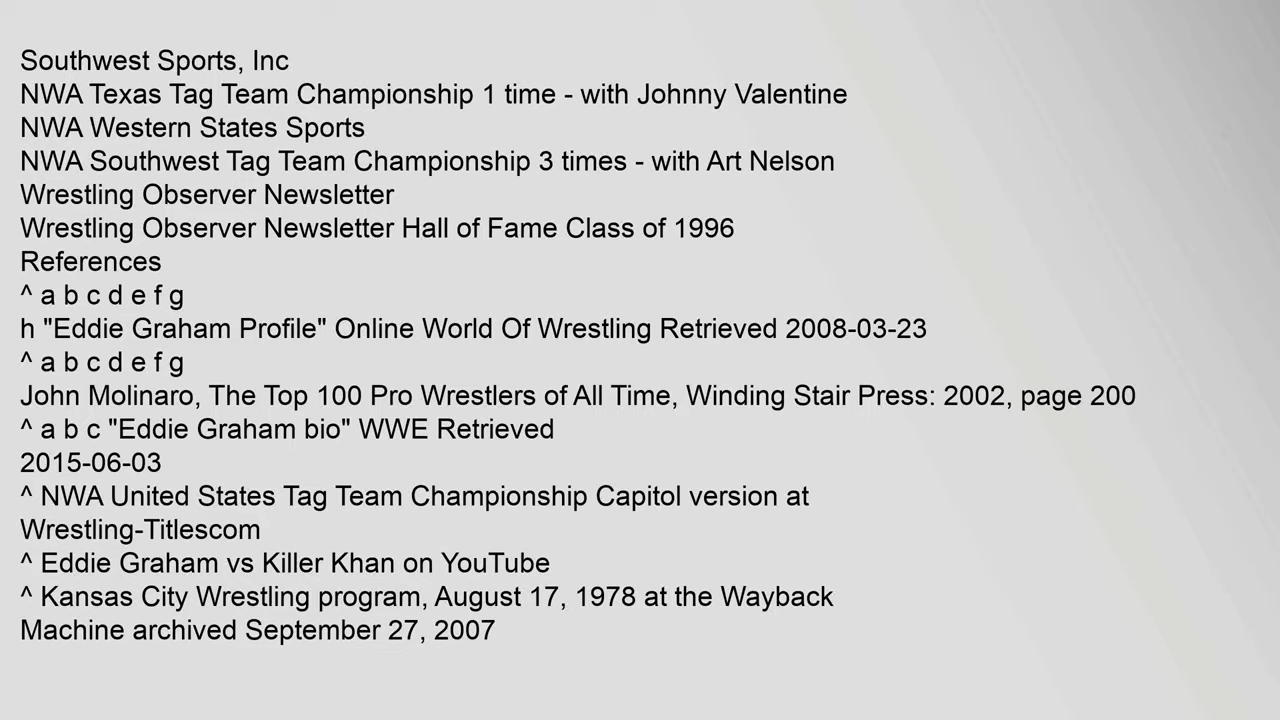 Southwest Sports, Inc
NWA Texas Tag Team Championship 1 time - with Johnny Valentine
NWA Western States Sports
NWA Southwest Tag Team Championship 3 times - with Art Nelson
Wrestling Observer Newsletter
Wrestling Observer Newsletter Hall of Fame Class of 1996
References
^ a b c d e f g
h "Eddie Graham Profile" Online World Of Wrestling Retrieved 2008-03-23
^ a b c d e f g
John Molinaro, The Top 100 Pro Wrestlers of All Time, Winding Stair Press: 2002, page 200
^ a b c "Eddie Graham bio" WWE Retrieved
2015-06-03
^ NWA United States Tag Team Championship Capitol version at
Wrestling-Titlescom
^ Eddie Graham vs Killer Khan on YouTube
^ Kansas City Wrestling program, August 17, 1978 at the Wayback
Machine archived September 27, 2007